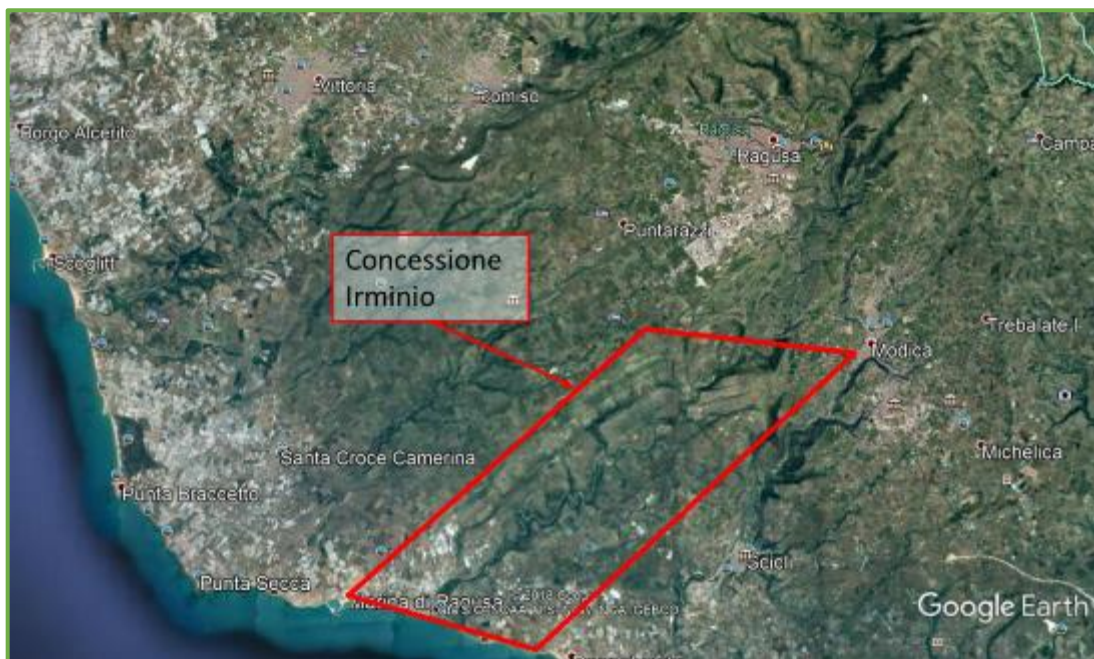 Vittoria
Comiso
Borgo Alcerito
Ragusa
Ragusa
Campa
Puntarazzi
Scoglitti
Concessione
Irminio
Trebalate I
Modica
Santa Croce Camerina
Michelica
Punta Braccetto
Scicli
Punta Secca
Marina di Ragusa
Google Earth